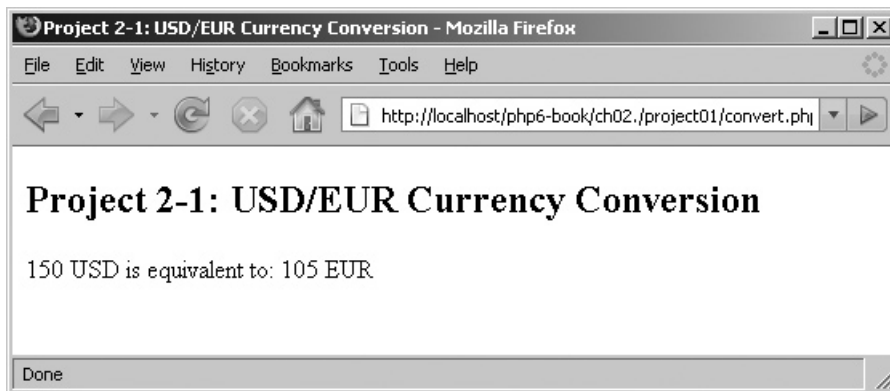 Project 2-1: USD/EUR Currency Conversion - Mozilla Firefox
File Edit View History Bookmarks Tools Help
http://localhost/php6-book/ch02./project01/convert.php
Project 2-1: USD/EUR Currency Conversion
150 USD is equivalent to: 105 EUR
Done